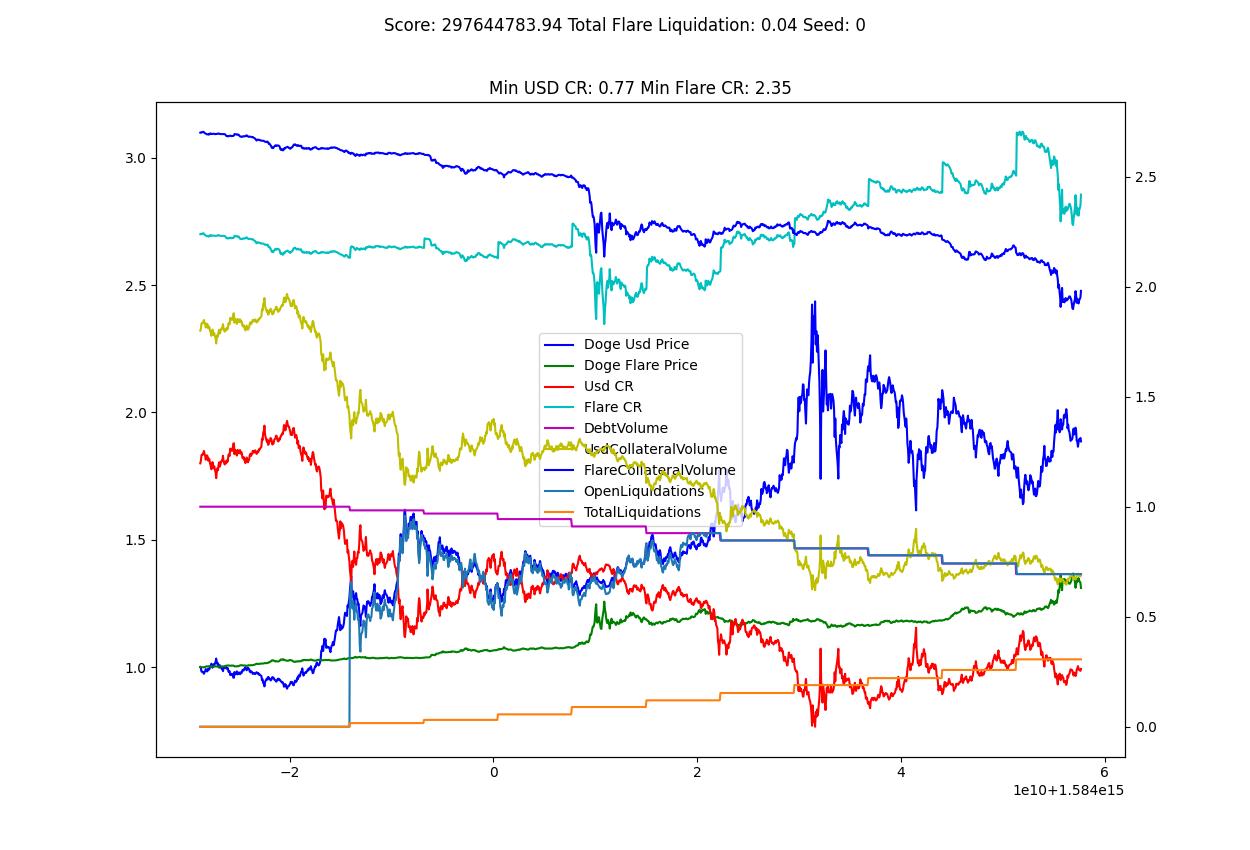 Score: 297644783.94 Total Flare Liquidation: 0.04 Seed: 0
Min USD CR: 0.77 Min Flare CR: 2.35
3.0
2.5
2.0
1.5
1.0
2.5
2.0
1.5
1.0
0.5
0.0
Doge Usd Price
Doge Flare Price
Usd CR
Flare CR
DebtVolume
UsdCollateralVolume
FlareCollateralVolume
OpenLiquidations
TotalLiquidations
−2 0 2 4 6
1e10+1.584e15